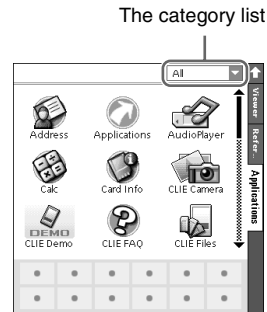 The category list
All
Address Applications AudioPlayer
Calc Card Info CLIE Camera
DEMO
CLIE Demo CLIE FAQ CLIE Files
Viewer
Refer..
Applications